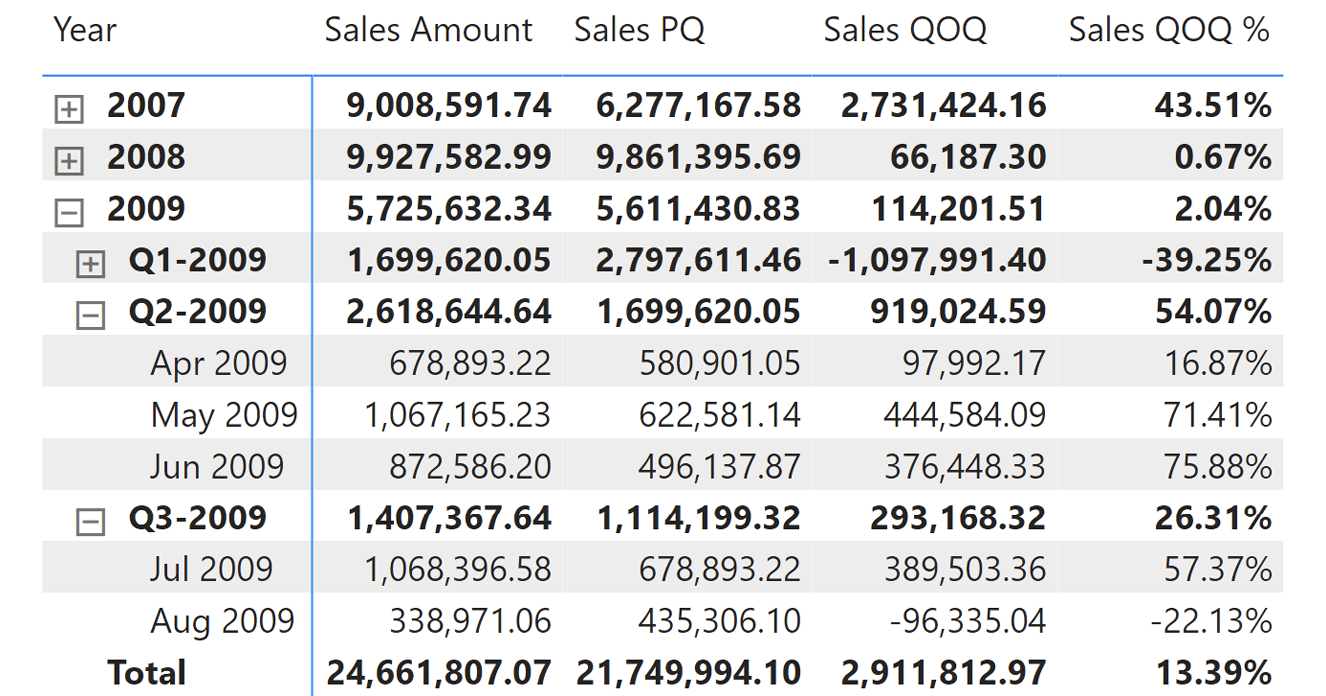 Year Sales Amount Sales PQ Sales QOQ Sales QOQ %
2007 9,008,591.74 6,277,167.58 2,731,424.16 43.51%
2008 9,927,582.99 9,861,395.69 66,187.30 0.67%
2009 5,725,632.34 5,611,430.83 114,201.51 2.04%
Q1-2009 1,699,620.05 2,797,611.46 -1,097,991.40 -39.25%
Q2-2009 2,618,644.64 1,699,620.05 919,024.59 54.07%
Apr 2009 678,893.22 580,901.05 97,992.17 16.87%
May 2009 1,067,165.23 622,581.14 444,584.09 71.41%
Jun 2009 872,586.20 496,137.87 376,448.33 75.88%
Q3-2009 1,407,367.64 1,114,199.32 293,168.32 26.31%
Jul 2009 1,068,396.58 678,893.22 389,503.36 57.37%
Aug 2009 338,971.06 435,306.10 -96,335.04 -22.13%
Total 24,661,807.07 21,749,994.10 2,911,812.97 13.39%